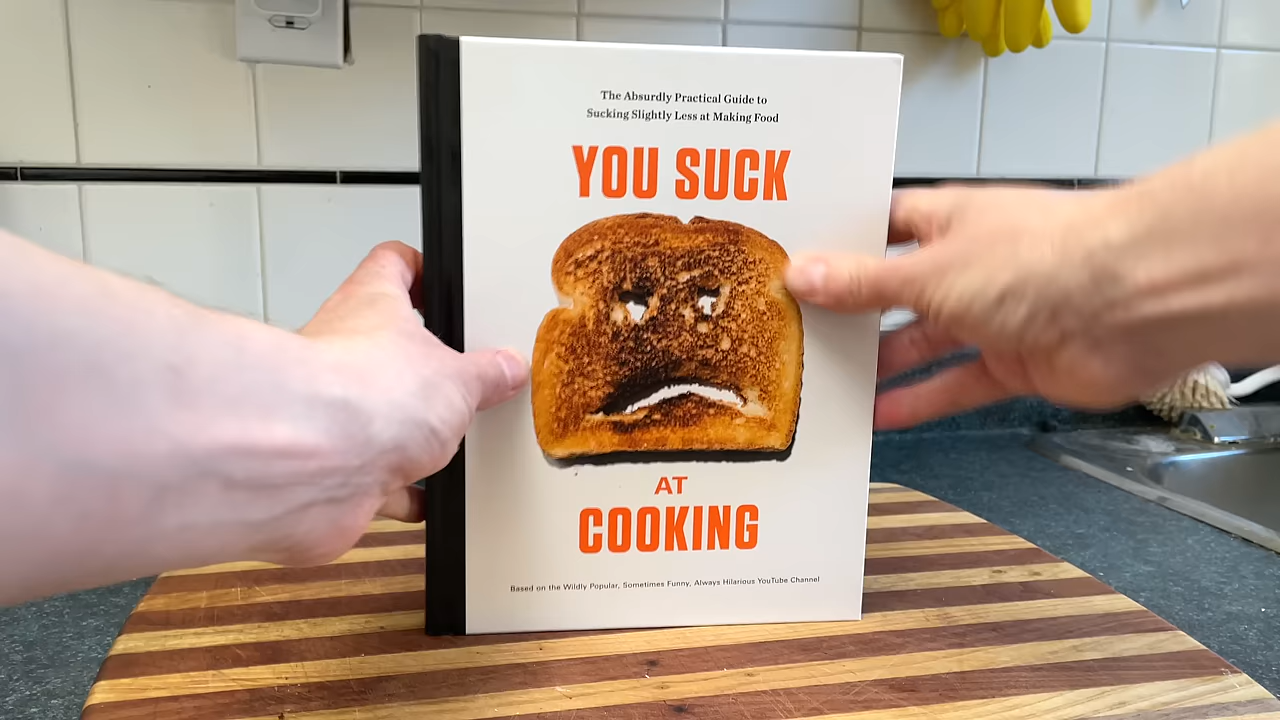 The Absurdly Practical Guide to
Sucking Slightly Less at Making Food
YOU SUCK
AT
COOKING
Based on the Wildly Popular, Sometimes Funny, Always Hilarious YouTube Channel